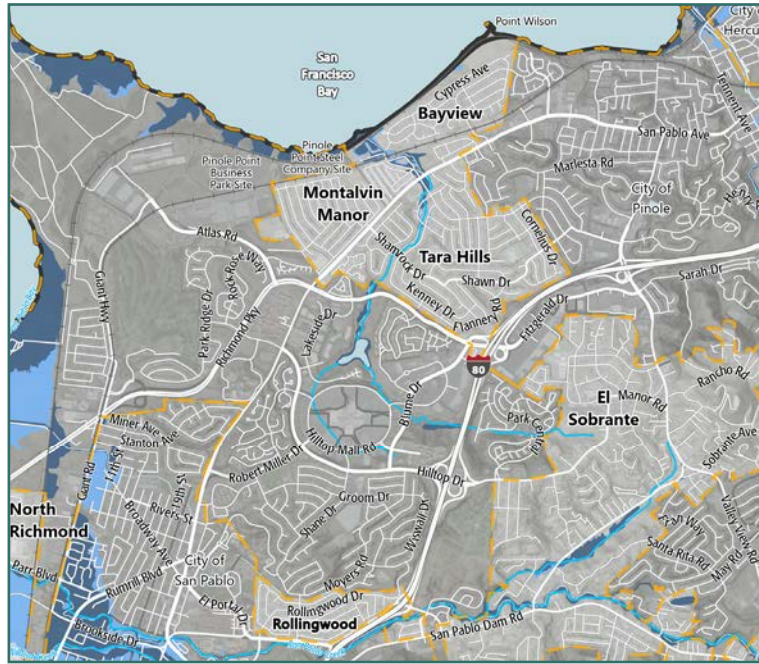 Point Wilson
City of
Hercu
San
Francisco
Bay
Cypress Ave
Bayview
Tennent Ave
San Pablo Ave
Pinole
Point Steel
Company Site
Pinole Point
Business
Park Site
Marlesta Rd
Montalvin
Manor
City of
Pinole
Atlas Rd
Cornelius Dr
Shamrock Dr
Tara Hills
Giant Hwy
Rock Rose Way
Shawn Dr
Sarah Dr
Kenney Dr
Park Ridge Dr
Richmond Pky
Lakeside Dr
Flannery Rd
Fitzgerald Dr
80
Rancho Rd
Blume Dr
El
Sobrante
Manor Rd
Park Central
Miner Ave
Stanton Ave
Hilltop Mall Rd
Sobrante Ave
Robert Miller Dr
Hilltop Dr
Giant Rd
11th St
19th St
Groom Dr
North
Richmond
Rivers St
Broadway Ave
Shane Dr
Wiswall Dr
Valley View Rd
Santa Rita Rd
May Rd
City of
San Pablo
Moyers Rd
Parr Blvd
Rumrill Blvd
El Portal Dr
Rollingwood Dr
Rollingwood
San Pablo Dam Rd
Brookside Dr